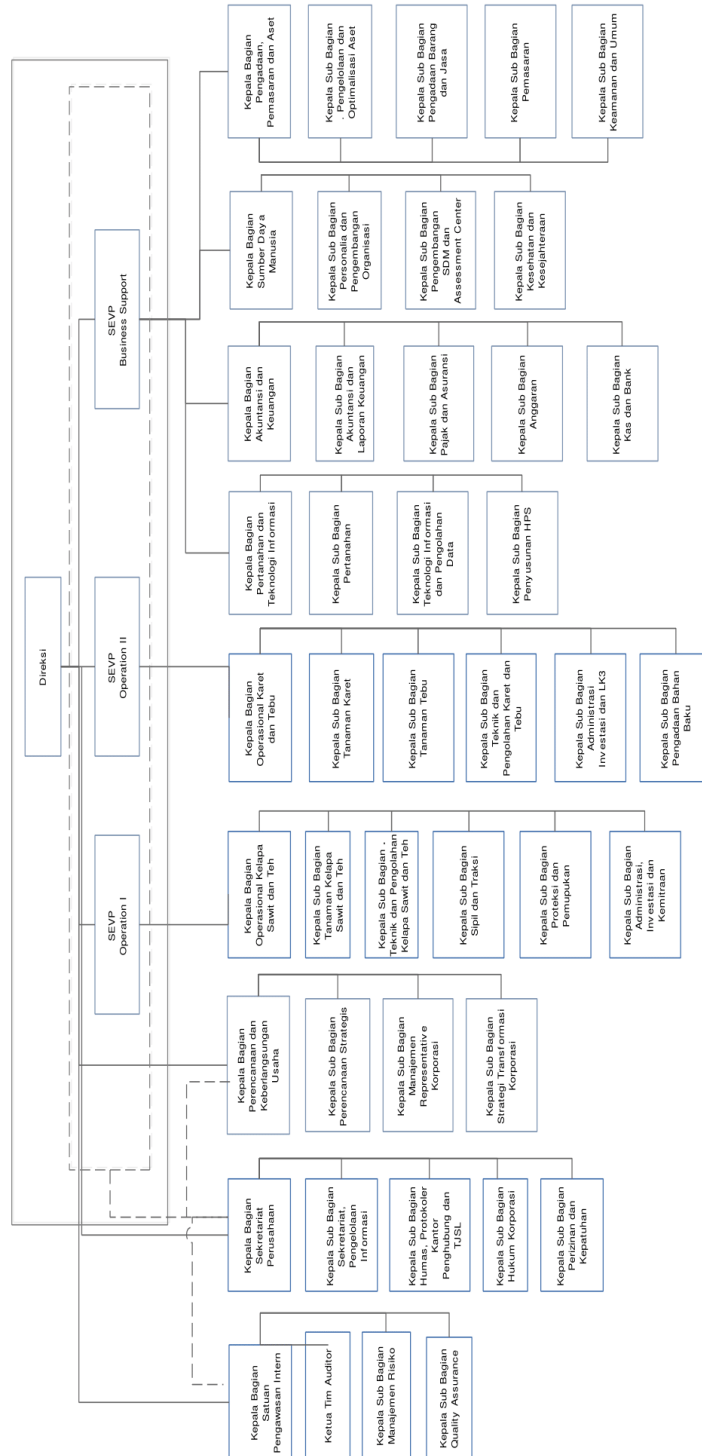 Direksi
SEVP
Operation I
SEVP
Operation II
SEVP
Business Support
Kepala Bagian
Satuan
Pengawasan Intern
Ketua Tim Auditor
Kepala Sub Bagian
Manajemen Risiko
Kepala Sub Bagian
Quality Assurance
Kepala Bagian
Sekretariat
Perusahaan
Kepala Sub Bagian
Sekretariat,
Pengelolaan
Informasi
Kepala Sub Bagian
Humas, Protokoler
Kantor
Penghubung dan
TJSL
Kepala Sub Bagian
Hukum Korporasi
Kepala Sub Bagian
Perizinan dan
Kepatuhan
Kepala Bagian
Perencanaan dan
Keberlangsungan
Usaha
Kepala Sub Bagian
Perencanaan Strategis
Kepala Sub Bagian
Manajemen
Representative
Korporasi
Kepala Sub Bagian
Strategi Transformasi
Korporasi
Kepala Bagian
Operasional Kelapa
Sawit dan Teh
Kepala Sub Bagian
Tanaman Kelapa
Sawit dan Teh
Kepala Sub Bagian .
Teknik dan Pengolahan
Kelapa Sawit dan Teh
Kepala Sub Bagian
Sipil dan Traksi
Kepala Sub Bagian
Proteksi dan
Pemupukan
Kepala Sub Bagian
Administrasi,
Investasi dan
Kemitraan
Kepala Bagian
Operasional Karet
dan Tebu
Kepala Sub Bagian
Tanaman Karet
Kepala Sub Bagian
Tanaman Tebu
Kepala Sub Bagian
Teknik dan
Pengolahan Karet dan
Tebu
Kepala Sub Bagian
Administrasi
Investasi dan LK3
Kepala Sub Bagian
Pengadaan Bahan
Baku
Kepala Bagian
Pertanahan dan
Teknologi Informasi
Kepala Sub Bagian
Pertanahan
Kepala Sub Bagian
Teknologi Informasi
dan Pengolahan
Data
Kepala Sub Bagian
Penyusunan HPS
Kepala Bagian
Akuntansi dan
Keuangan
Kepala Sub Bagian
Akuntansi dan
Laporan Keuangan
Kepala Sub Bagian
Pajak dan Asuransi
Kepala Sub Bagian
Anggaran
Kepala Sub Bagian
Kas dan Bank
Kepala Bagian
Sumber Daya
Manusia
Kepala Sub Bagian
Personalia dan
Pengembangan
Organisasi
Kepala Sub Bagian
Pengembangan
SDM dan
Assessment Center
Kepala Sub Bagian
Kesehatan dan
Kesejahteraan
Kepala Bagian
Pengadaan,
Pemasaran dan Aset
Kepala Sub Bagian
. Pengelolaan dan
Optimalisasi Aset
Kepala Sub Bagian
Pengadaan Barang
dan Jasa
Kepala Sub Bagian
Pemasaran
Kepala Sub Bagian
Keamanan dan Umum